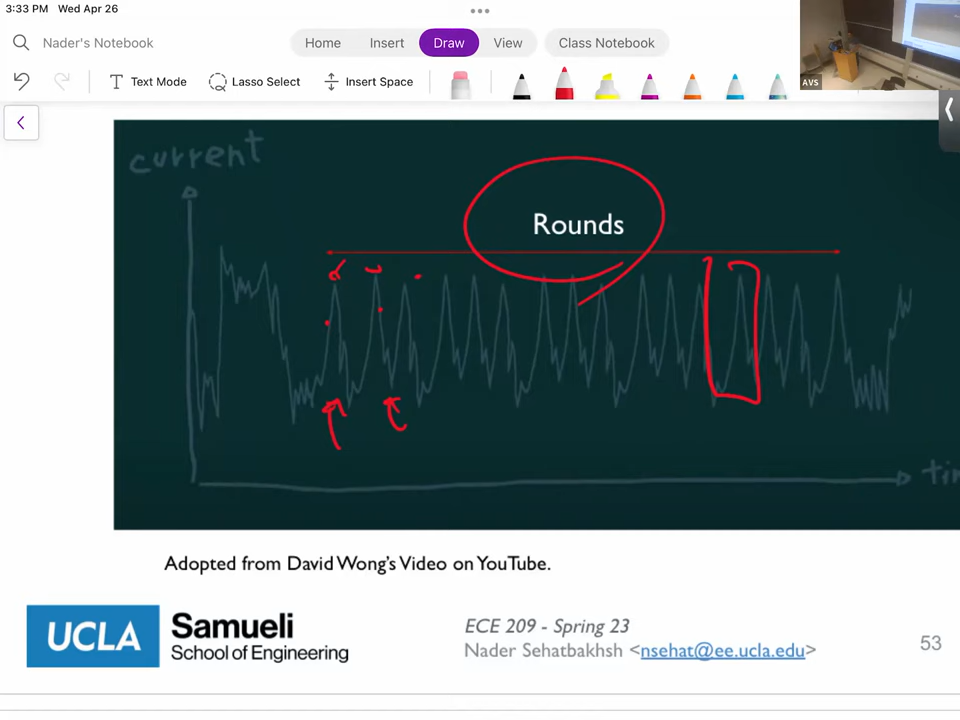 3:33 PM Wed Apr 26
Nader's Notebook
Home Insert Draw View Class Notebook
Text Mode Lasso Select Insert Space
AVS
current
Rounds
Adopted from David Wong's Video on YouTube.
UCLA Samueli
School of Engineering
ECE 209 - Spring 23
Nader Sehatbakhsh <nsehat@ee.ucla.edu>
53